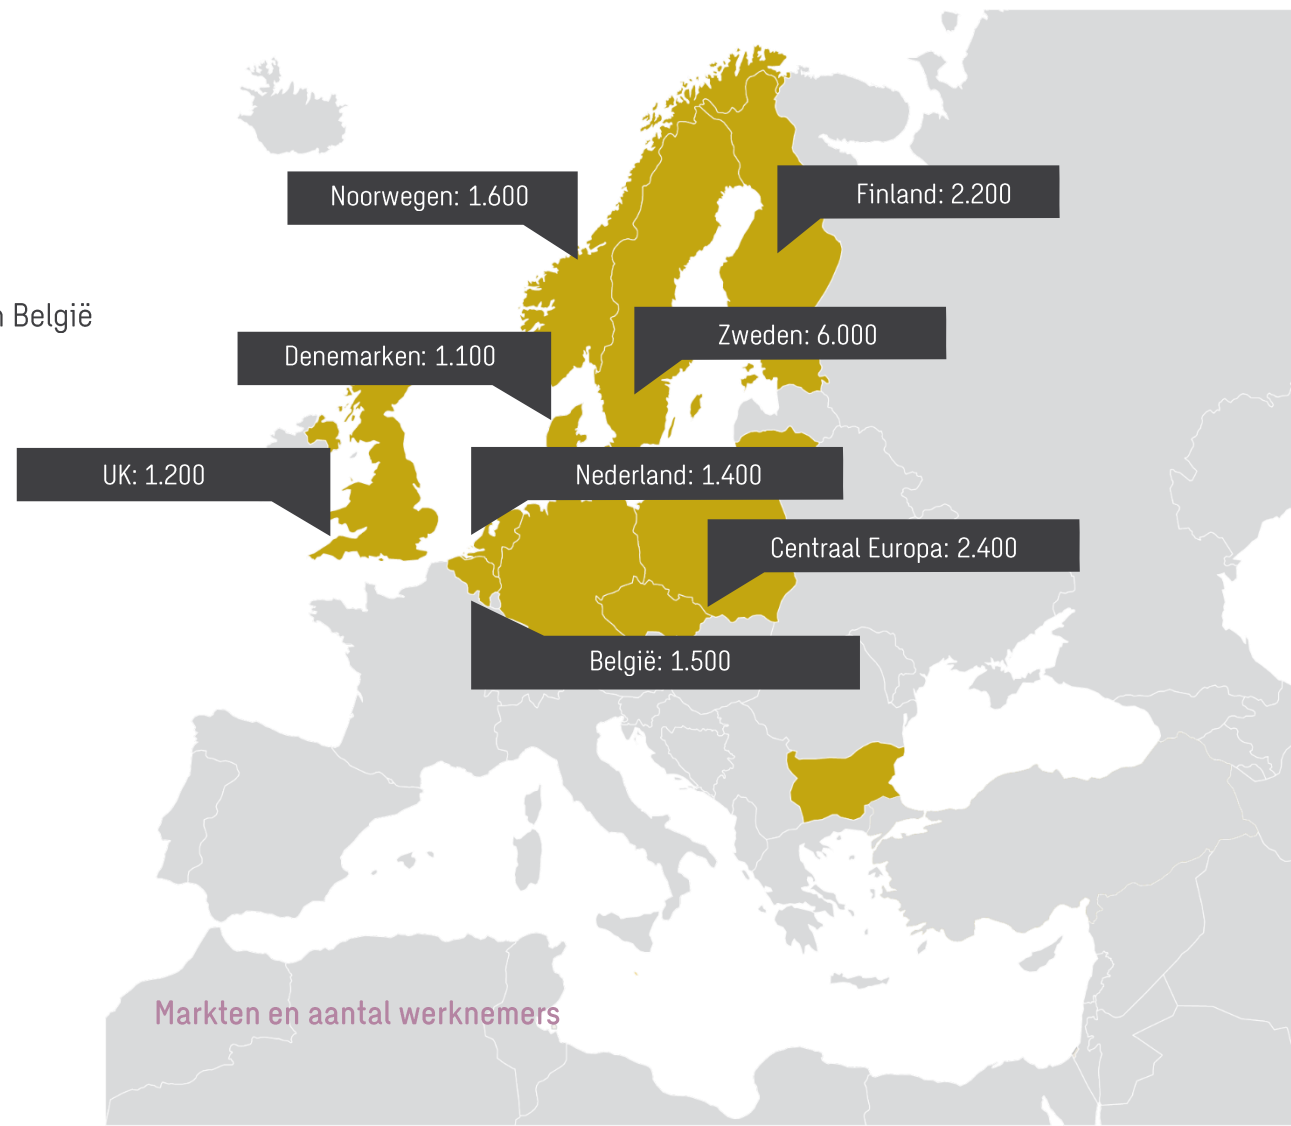 Noorwegen: 1.600
Finland: 2.200
België
Zweden: 6.000
Denemarken: 1.100
UK: 1.200
Nederland: 1.400
Centraal Europa: 2.400
België: 1.500
Markten en aantal werknemers